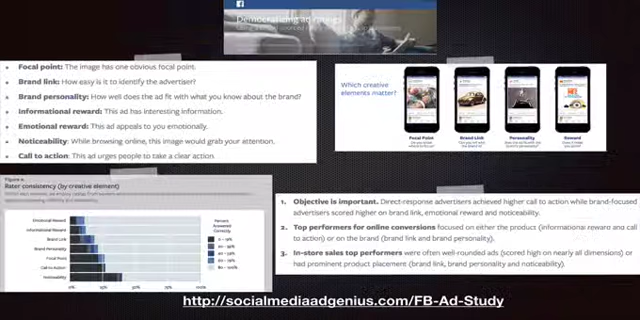 Democratizing ad ratings
• Focal point: The image has one obvious focal point.
• Brand link: How easy is it to identify the advertiser?
• Brand personality: How well does the ad fit with what you know about the brand?
• Informational reward: This ad has interesting information.
• Emotional reward: This ad appeals to you emotionally.
• Noticeability: While browsing online, this image would grab your attention.
• Call to action: This ad urges people to take a clear action.
Which creative
elements matter?
Focal Point
Brand Link
Personality
Reward
Rater consistency (by creative element)
Emotional Reward
Informational Reward
Brand Link
Brand Personality
Focal Point
Call to Action
Noticeability
Percent
Answered
Correctly
1. Objective is important. Direct-response advertisers achieved higher call to action while brand-focused
advertisers scored higher on brand link, emotional reward and noticeability.
2. Top performers for online conversions focused on either the product (informational reward and call
to action) or on the brand (brand link and brand personality).
3. In-store sales top performers were often well-rounded ads (scored high on nearly all dimensions) or
had prominent product placement (brand link, brand personality and noticeability).
http://socialmediaadgenius.com/FB-Ad-Study